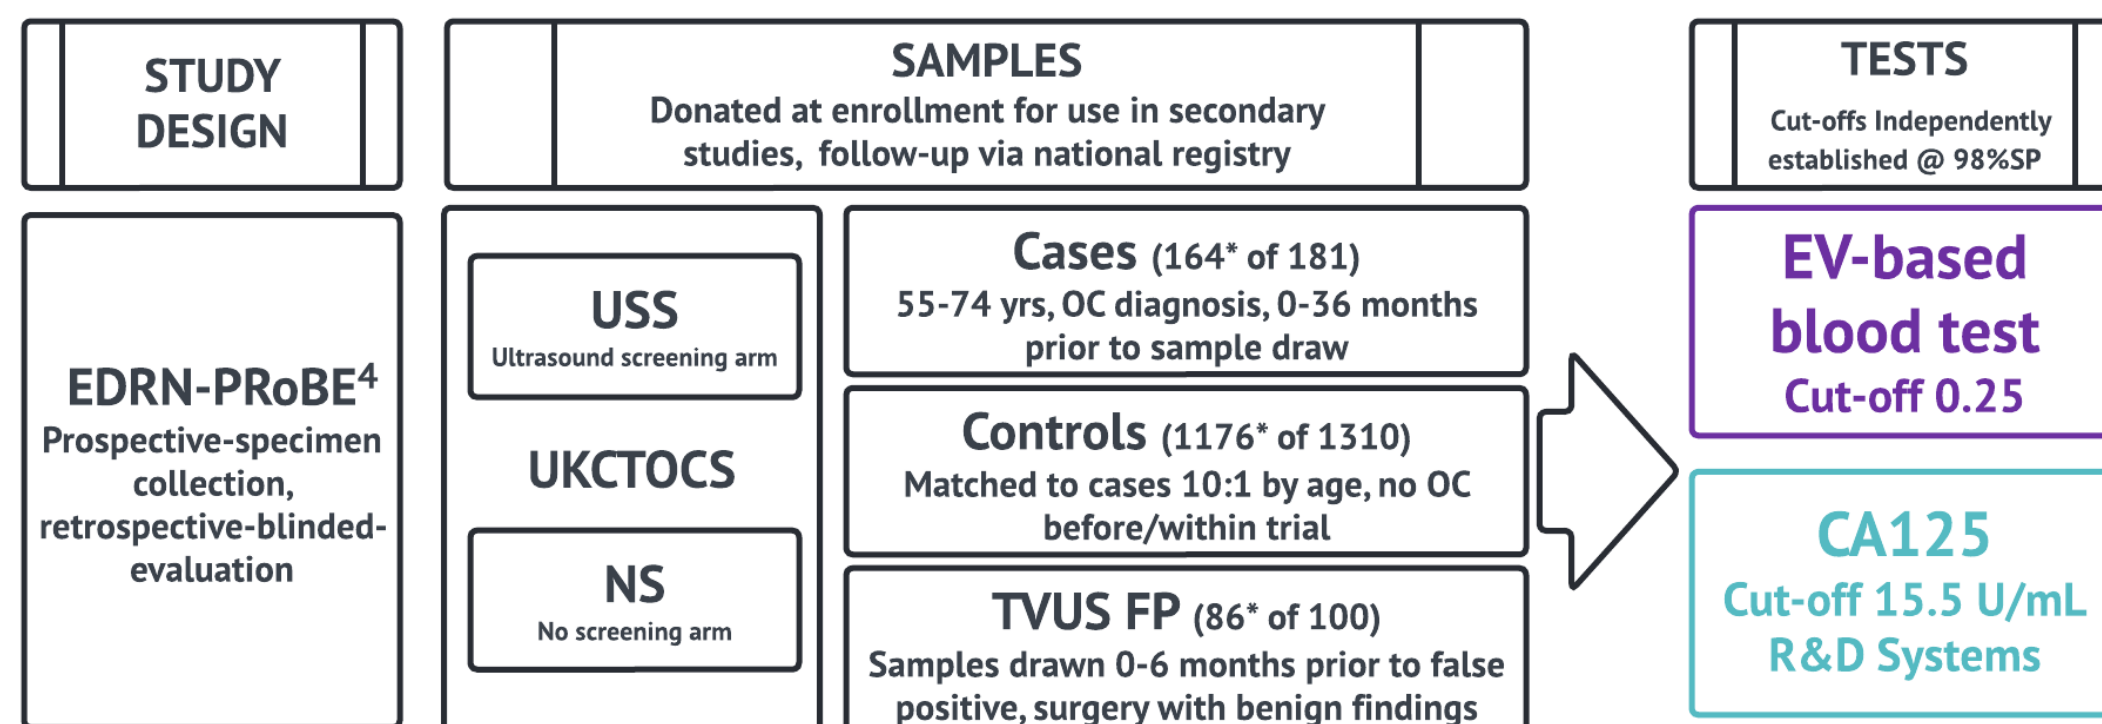 STUDY
DESIGN
SAMPLES
Donated at enrollment for use in secondary
studies, follow-up via national registry
TESTS
Cut-offs Independently
established @ 98%SP
EDRN-PRoBE⁴
Prospective-specimen
collection,
retrospective-blinded-
evaluation
USS
Ultrasound screening arm
UKCTOCS
NS
No screening arm
Cases (164* of 181)
55-74 yrs, OC diagnosis, 0-36 months
prior to sample draw
Controls (1176* of 1310)
Matched to cases 10:1 by age, no OC
before/within trial
TVUS FP (86* of 100)
Samples drawn 0-6 months prior to false
positive, surgery with benign findings
EV-based
blood test
Cut-off 0.25
CA125
Cut-off 15.5 U/mL
R&D Systems